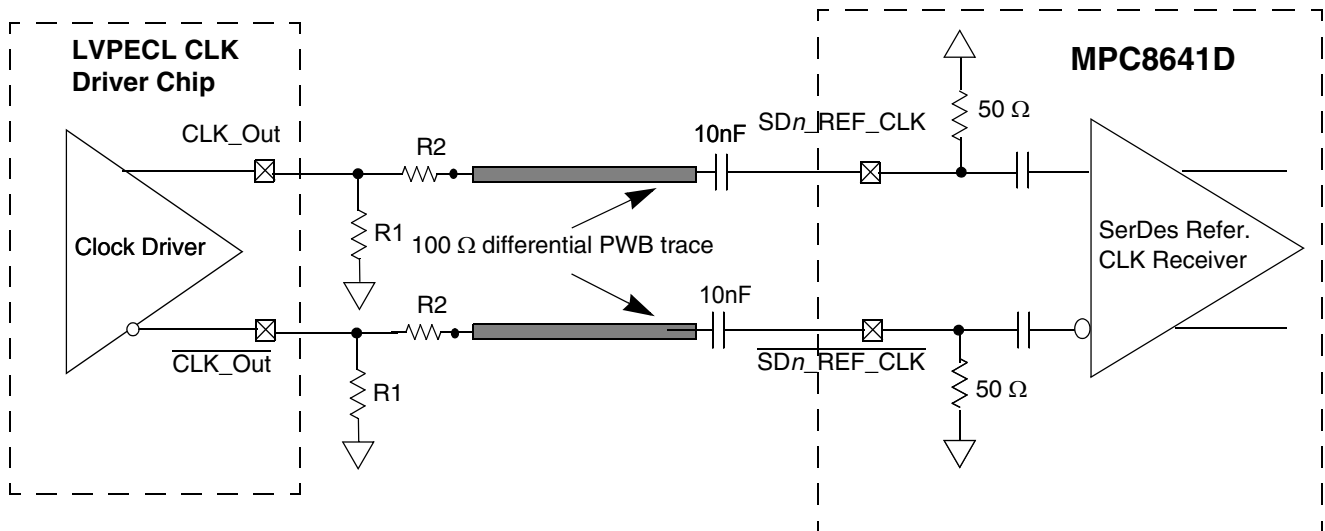 LVPECL CLK
Driver Chip
MPC8641D
CLK_Out
R2
10nF
SDn_REF_CLK
50 Ω
Clock Driver
R1
100 Ω differential PWB trace
SerDes Refer.
CLK Receiver
R2
10nF
CLK_Out
SDn_REF_CLK
R1
50 Ω